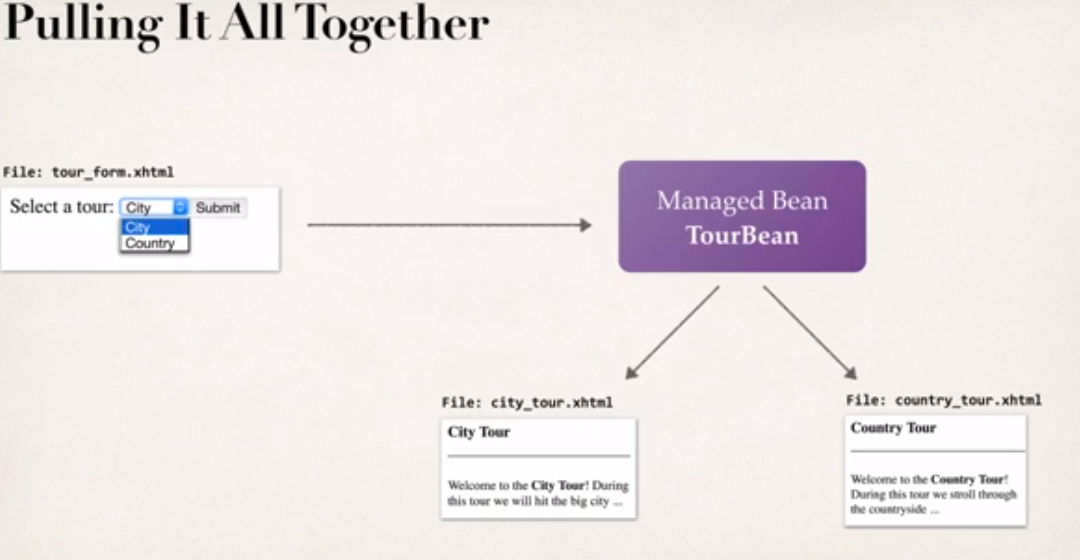 Pulling It All Together
File: tour_form.xhtml
Select a tour: City Submit
City
Country
Managed Bean
TourBean
File: city_tour.xhtml
City Tour
Welcome to the City Tour! During
this tour we will hit the big city ...
File: country_tour.xhtml
Country Tour
Welcome to the Country Tour!
During this tour we stroll through
the countryside ...